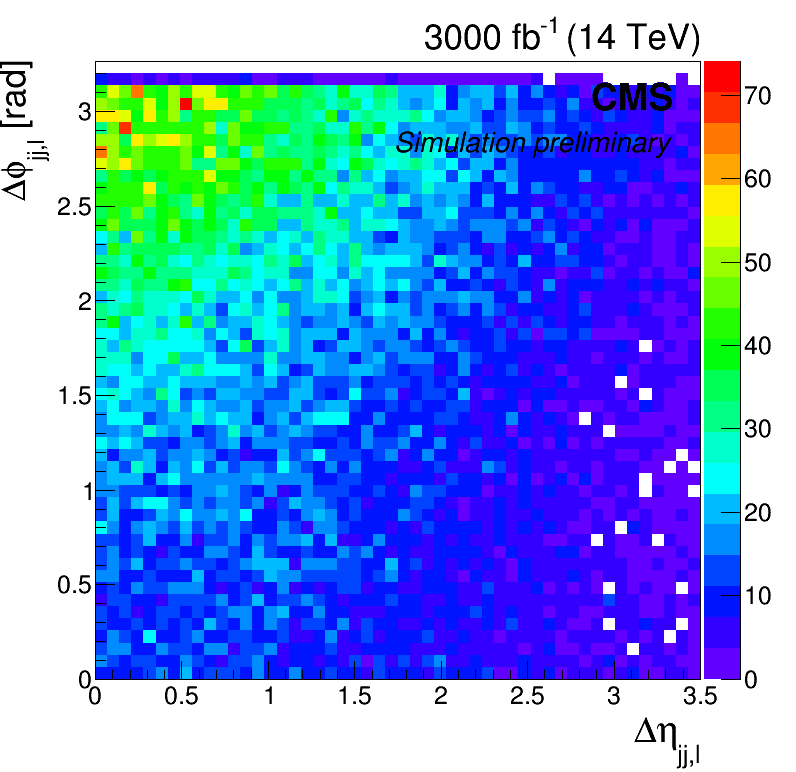 3000 fb⁻¹ (14 TeV)
CMS
Simulation preliminary
Δϕjj,l [rad]
3
2.5
2
1.5
1
0.5
0
0 0.5 1 1.5 2 2.5 3 3.5
Δηjj,l
70
60
50
40
30
20
10
0